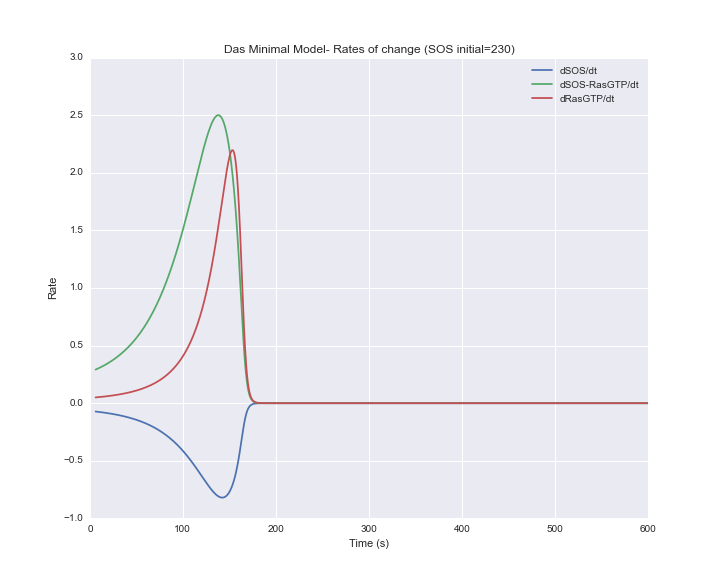 Das Minimal Model- Rates of change (SOS initial=230)
dSOS/dt
dSOS-RasGTP/dt
dRasGTP/dt
Rate
3.0
2.5
2.0
1.5
1.0
0.5
0.0
−0.5
−1.0
0 100 200 300 400 500 600
Time (s)